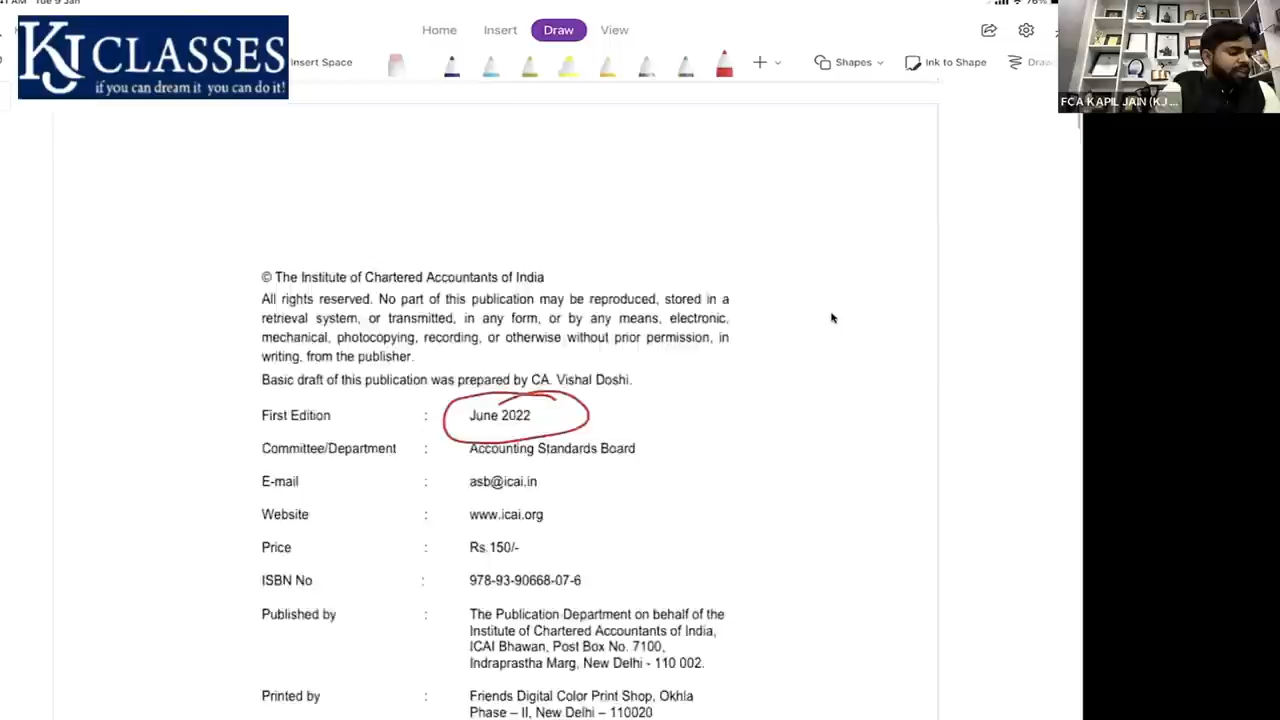 Tue 9 Jan
76%
KJ CLASSES
if you can dream it you can do it!
Home Insert Draw View
Insert Space
Shapes
Ink to Shape
Draw
FCA KAPIL JAIN (KJ ...
© The Institute of Chartered Accountants of India
All rights reserved. No part of this publication may be reproduced, stored in a
retrieval system, or transmitted, in any form, or by any means, electronic,
mechanical, photocopying, recording, or otherwise without prior permission, in
writing, from the publisher.
Basic draft of this publication was prepared by CA. Vishal Doshi.
First Edition : June 2022
Committee/Department : Accounting Standards Board
E-mail : asb@icai.in
Website : www.icai.org
Price : Rs.150/-
ISBN No : 978-93-90668-07-6
Published by : The Publication Department on behalf of the
Institute of Chartered Accountants of India,
ICAI Bhawan, Post Box No. 7100,
Indraprastha Marg, New Delhi - 110 002.
Printed by : Friends Digital Color Print Shop, Okhla
Phase – II, New Delhi – 110020